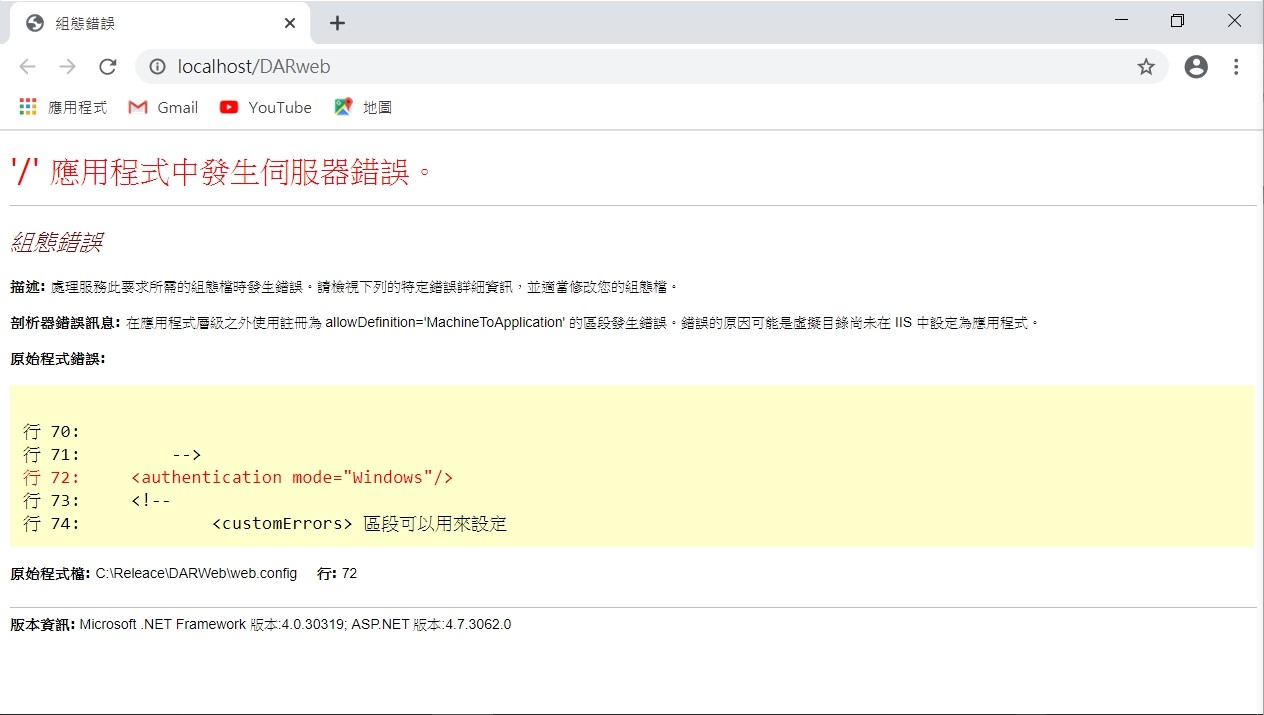 組態錯誤
localhost/DARweb
應用程式 Gmail YouTube 地圖
'/' 應用程式中發生伺服器錯誤。
組態錯誤
描述: 處理服務此要求所需的組態檔時發生錯誤。請檢視下列的特定錯誤詳細資訊，並適當修改您的組態檔。
剖析器錯誤訊息: 在應用程式層級之外使用註冊為 allowDefinition='MachineToApplication' 的區段發生錯誤。錯誤的原因可能是虛擬目錄尚未在 IIS 中設定為應用程式。
原始程式錯誤:
行 70:
行 71: -->
行 72: <authentication mode="Windows"/>
行 73: <!--
行 74: <customErrors> 區段可以用來設定
原始程式檔: C:\Releace\DARWeb\web.config 行: 72
版本資訊: Microsoft .NET Framework 版本:4.0.30319; ASP.NET 版本:4.7.3062.0